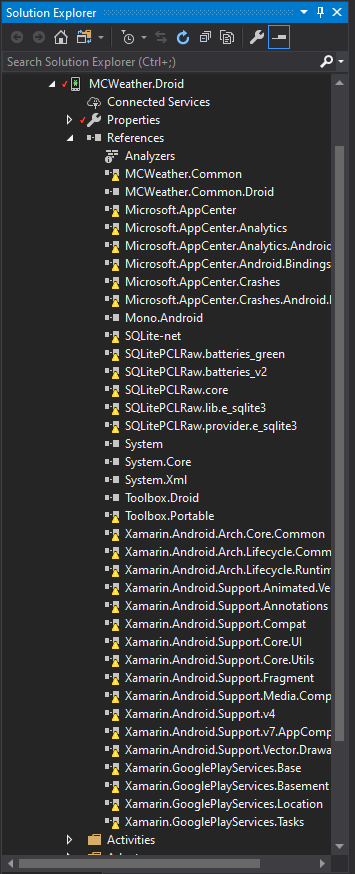 Solution Explorer
Search Solution Explorer (Ctrl+;)
MCWeather.Droid
Connected Services
Properties
References
Analyzers
MCWeather.Common
MCWeather.Common.Droid
Microsoft.AppCenter
Microsoft.AppCenter.Analytics
Microsoft.AppCenter.Analytics.Android
Microsoft.AppCenter.Android.Bindings
Microsoft.AppCenter.Crashes
Microsoft.AppCenter.Crashes.Android.
Mono.Android
SQLite-net
SQLitePCLRaw.batteries_green
SQLitePCLRaw.batteries_v2
SQLitePCLRaw.core
SQLitePCLRaw.lib.e_sqlite3
SQLitePCLRaw.provider.e_sqlite3
System
System.Core
System.Xml
Toolbox.Droid
Toolbox.Portable
Xamarin.Android.Arch.Core.Common
Xamarin.Android.Arch.Lifecycle.Comm
Xamarin.Android.Arch.Lifecycle.Runtim
Xamarin.Android.Support.Animated.Ve
Xamarin.Android.Support.Annotations
Xamarin.Android.Support.Compat
Xamarin.Android.Support.Core.UI
Xamarin.Android.Support.Core.Utils
Xamarin.Android.Support.Fragment
Xamarin.Android.Support.Media.Comp
Xamarin.Android.Support.v4
Xamarin.Android.Support.v7.AppComp
Xamarin.Android.Support.Vector.Drawa
Xamarin.GooglePlayServices.Base
Xamarin.GooglePlayServices.Basement
Xamarin.GooglePlayServices.Location
Xamarin.GooglePlayServices.Tasks
Activities